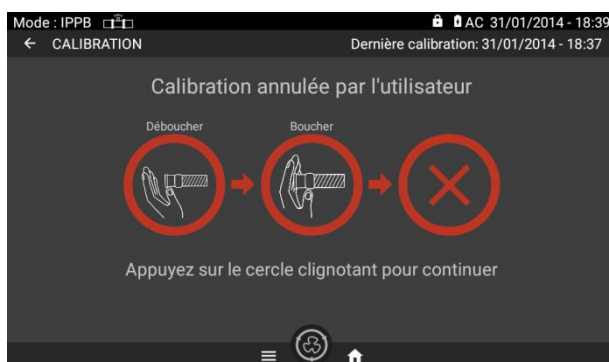 Mode : IPPB AC 31/01/2014 - 18:39
CALIBRATION Dernière calibration: 31/01/2014 - 18:37
Calibration annulée par l'utilisateur
Déboucher Boucher
Appuyez sur le cercle clignotant pour continuer